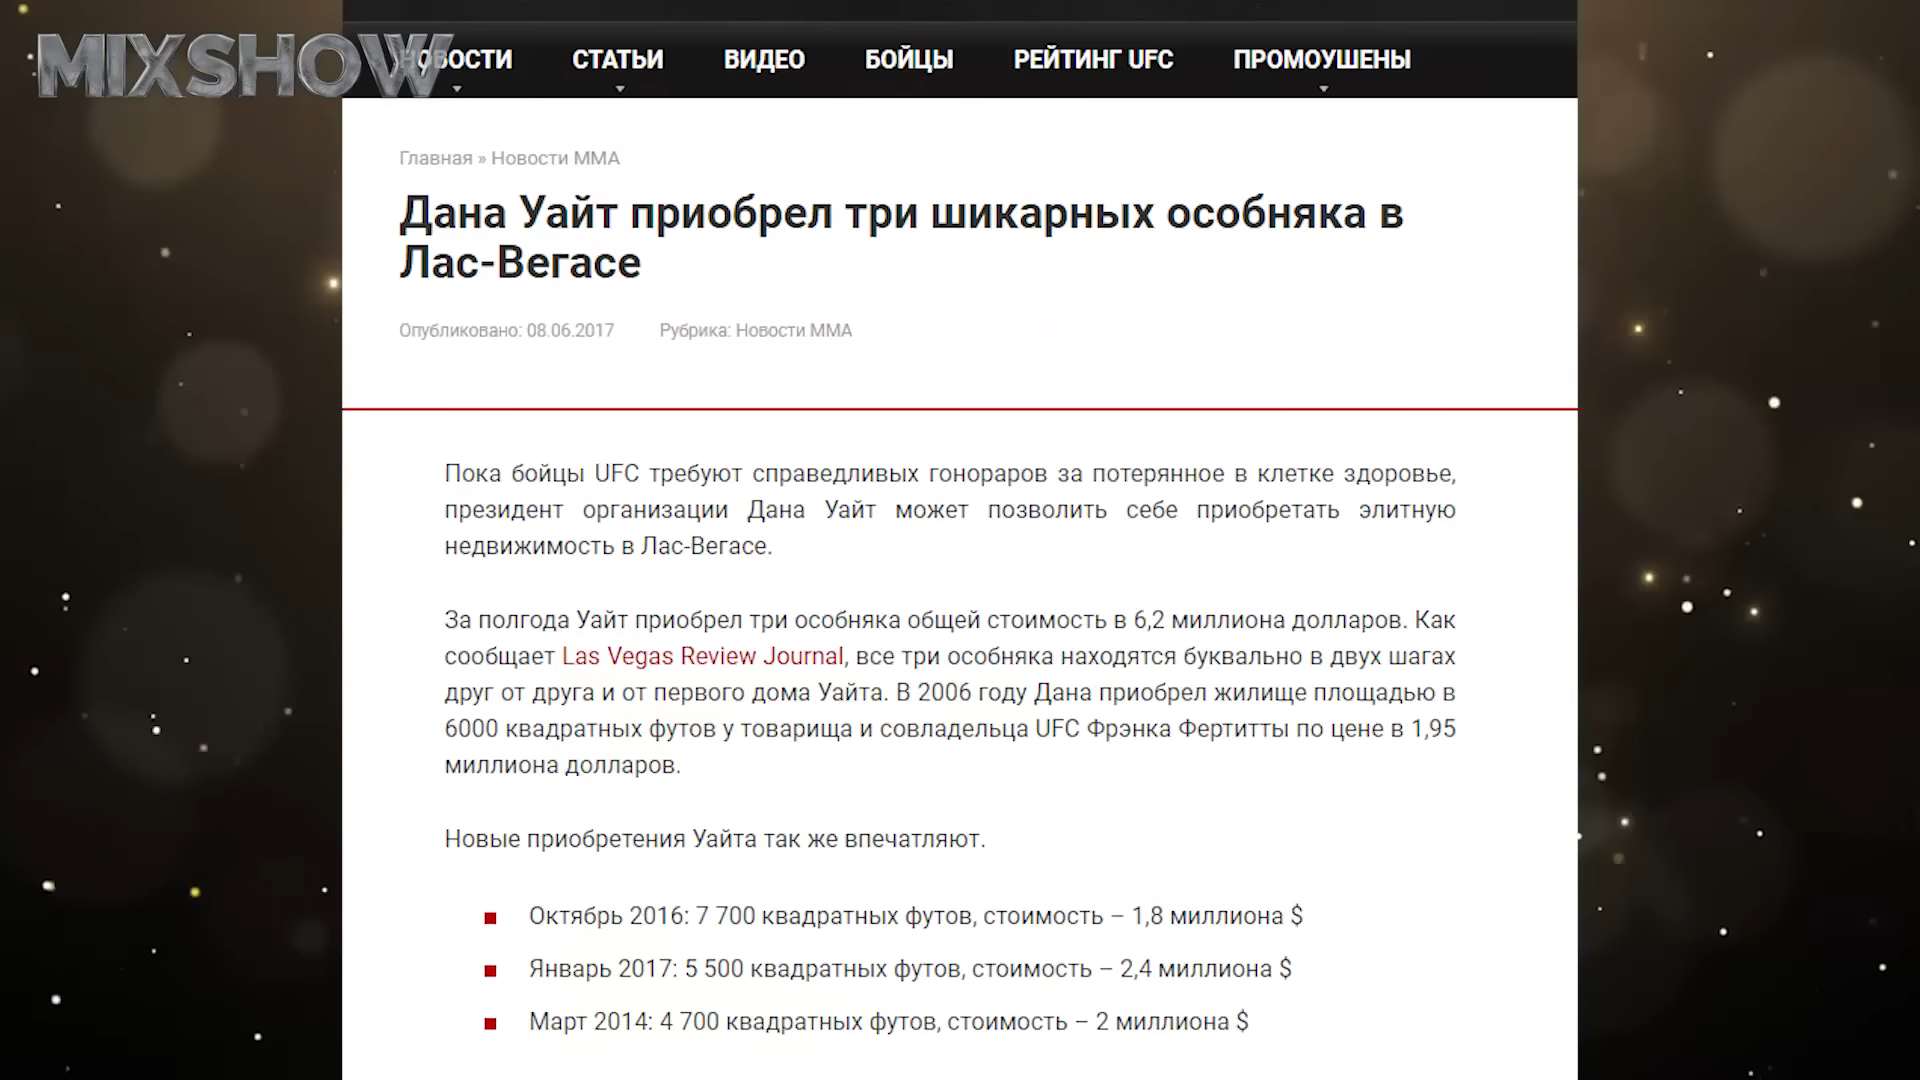 MIXSHOW
НОВОСТИ СТАТЬИ ВИДЕО БОЙЦЫ РЕЙТИНГ UFC ПРОМОУШЕНЫ
Главная » Новости ММА
Дана Уайт приобрел три шикарных особняка в
Лас-Вегасе
Опубликовано: 08.06.2017 Рубрика: Новости ММА
Пока бойцы UFC требуют справедливых гонораров за потерянное в клетке здоровье,
президент организации Дана Уайт может позволить себе приобретать элитную
недвижимость в Лас-Вегасе.
За полгода Уайт приобрел три особняка общей стоимость в 6,2 миллиона долларов. Как
сообщает Las Vegas Review Journal, все три особняка находятся буквально в двух шагах
друг от друга и от первого дома Уайта. В 2006 году Дана приобрел жилище площадью в
6000 квадратных футов у товарища и совладельца UFC Фрэнка Фертитты по цене в 1,95
миллиона долларов.
Новые приобретения Уайта так же впечатляют.
Октябрь 2016: 7 700 квадратных футов, стоимость – 1,8 миллиона $
Январь 2017: 5 500 квадратных футов, стоимость – 2,4 миллиона $
Март 2014: 4 700 квадратных футов, стоимость – 2 миллиона $